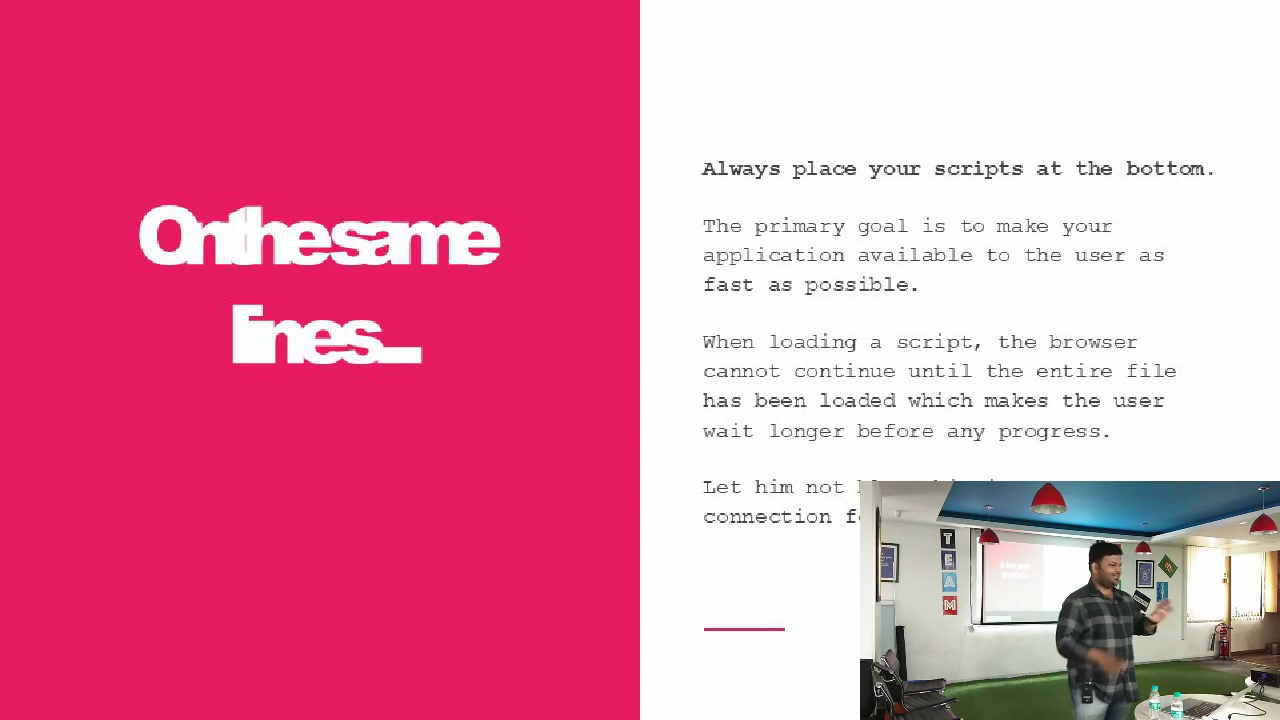 On the same
lines...
Always place your scripts at the bottom.
The primary goal is to make your
application available to the user as
fast as possible.
When loading a script, the browser
cannot continue until the entire file
has been loaded which makes the user
wait longer before any progress.
Let him not
connection
T
E
A
M